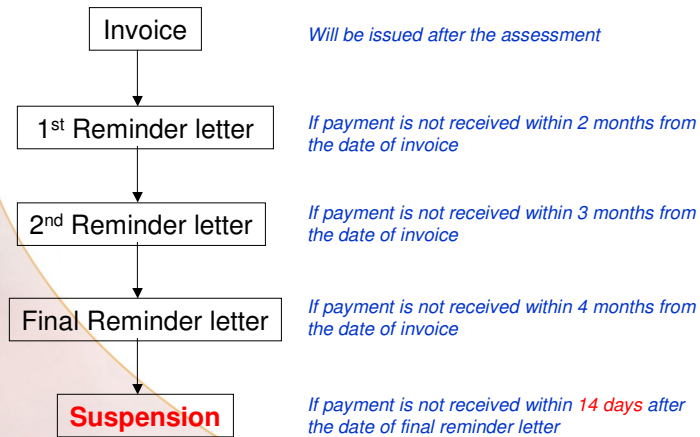 Invoice
Will be issued after the assessment
1st Reminder letter
If payment is not received within 2 months from
the date of invoice
2nd Reminder letter
If payment is not received within 3 months from
the date of invoice
Final Reminder letter
If payment is not received within 4 months from
the date of invoice
Suspension
If payment is not received within 14 days after
the date of final reminder letter